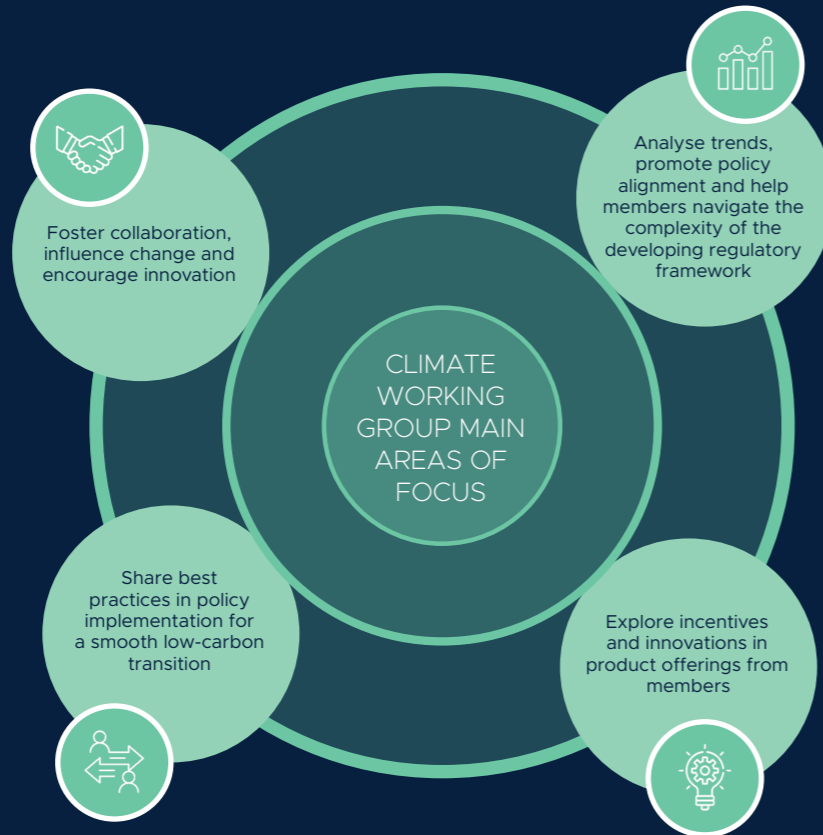 Foster collaboration,
influence change and
encourage innovation
Analyse trends,
promote policy
alignment and help
members navigate the
complexity of the
developing regulatory
framework
CLIMATE
WORKING
GROUP MAIN
AREAS OF
FOCUS
Share best
practices in policy
implementation for
a smooth low-carbon
transition
Explore incentives
and innovations in
product offerings from
members